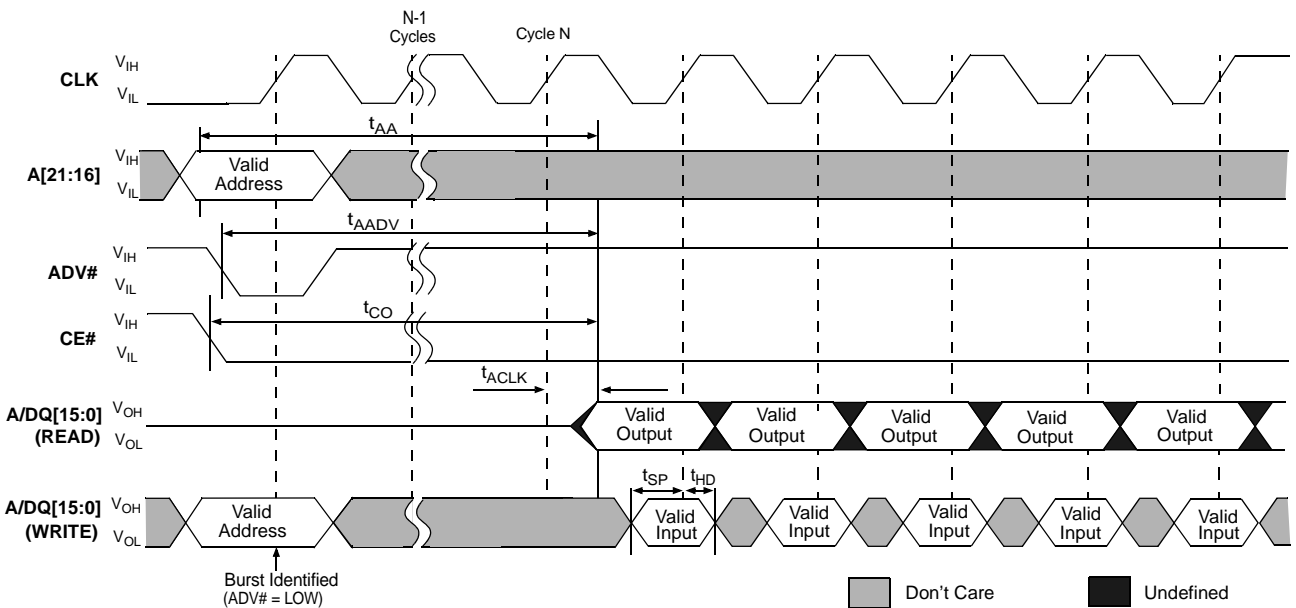 N-1
Cycles
Cycle N
CLK
VIH
VIL
tAA
A[21:16]
VIH
VIL
Valid
Address
tAADV
ADV#
VIH
VIL
tCO
CE#
VIH
VIL
tACLK
A/DQ[15:0]
(READ)
VOH
VOL
Valid
Output
Valid
Output
Valid
Output
Vaiid
Output
Valid
Output
tSP
tHD
A/DQ[15:0]
(WRITE)
VOH
VOL
Valid
Address
Valid
Input
Valid
Input
Valid
Input
Valid
Input
Valid
Input
Burst Identified
(ADV# = LOW)
Don't Care
Undefined